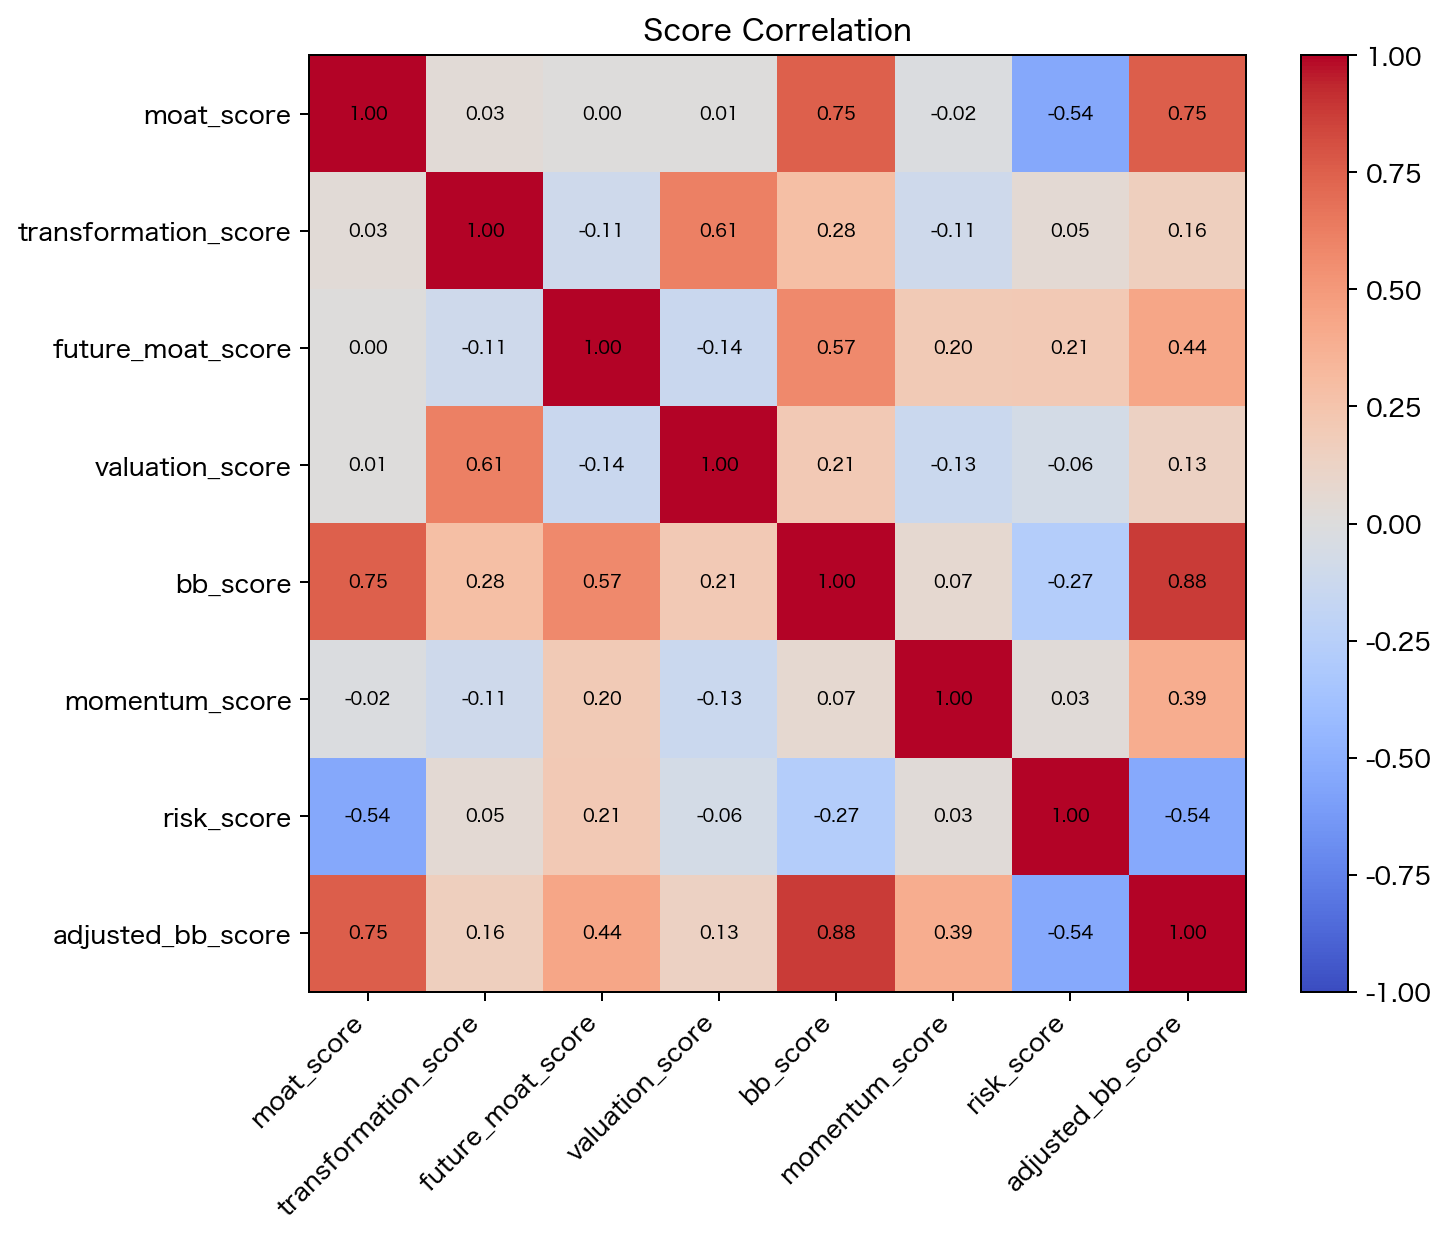 Score Correlation
moat_score 1.00 0.03 0.00 0.01 0.75 -0.02 -0.54 0.75
transformation_score 0.03 1.00 -0.11 0.61 0.28 -0.11 0.05 0.16
future_moat_score 0.00 -0.11 1.00 -0.14 0.57 0.20 0.21 0.44
valuation_score 0.01 0.61 -0.14 1.00 0.21 -0.13 -0.06 0.13
bb_score 0.75 0.28 0.57 0.21 1.00 0.07 -0.27 0.88
momentum_score -0.02 -0.11 0.20 -0.13 0.07 1.00 0.03 0.39
risk_score -0.54 0.05 0.21 -0.06 -0.27 0.03 1.00 -0.54
adjusted_bb_score 0.75 0.16 0.44 0.13 0.88 0.39 -0.54 1.00
moat_score
transformation_score
future_moat_score
valuation_score
bb_score
momentum_score
risk_score
adjusted_bb_score
1.00
0.75
0.50
0.25
0.00
-0.25
-0.50
-0.75
-1.00